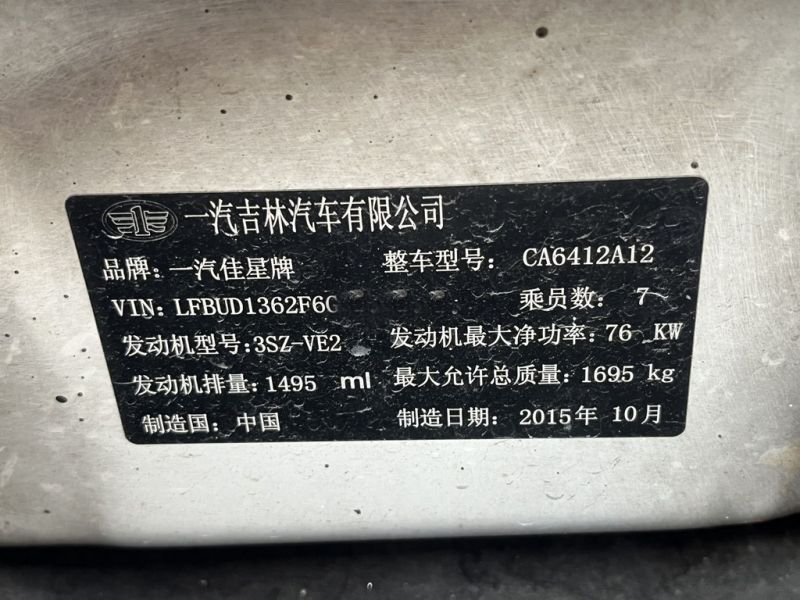 一汽吉林汽车有限公司
品牌: 一汽佳星牌 整车型号: CA6412A12
VIN: LFBUD1362F6 乘员数: 7
发动机型号:3SZ-VE2 发动机最大净功率:76 KW
发动机排量:1495 ml 最大允许总质量:1695 kg
制造国: 中国 制造日期: 2015年 10月